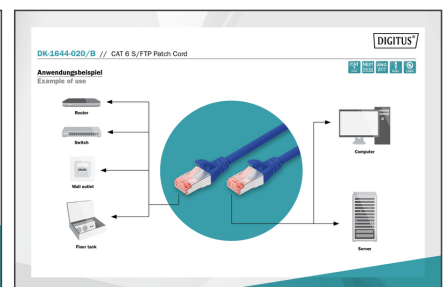 DIGITUS®
DK-1644-020/B // CAT 6 S/FTP Patch Cord
Anwendungsbeispiel
Example of use
Router
Switch
Wall outlet
Floor tank
Computer
Server